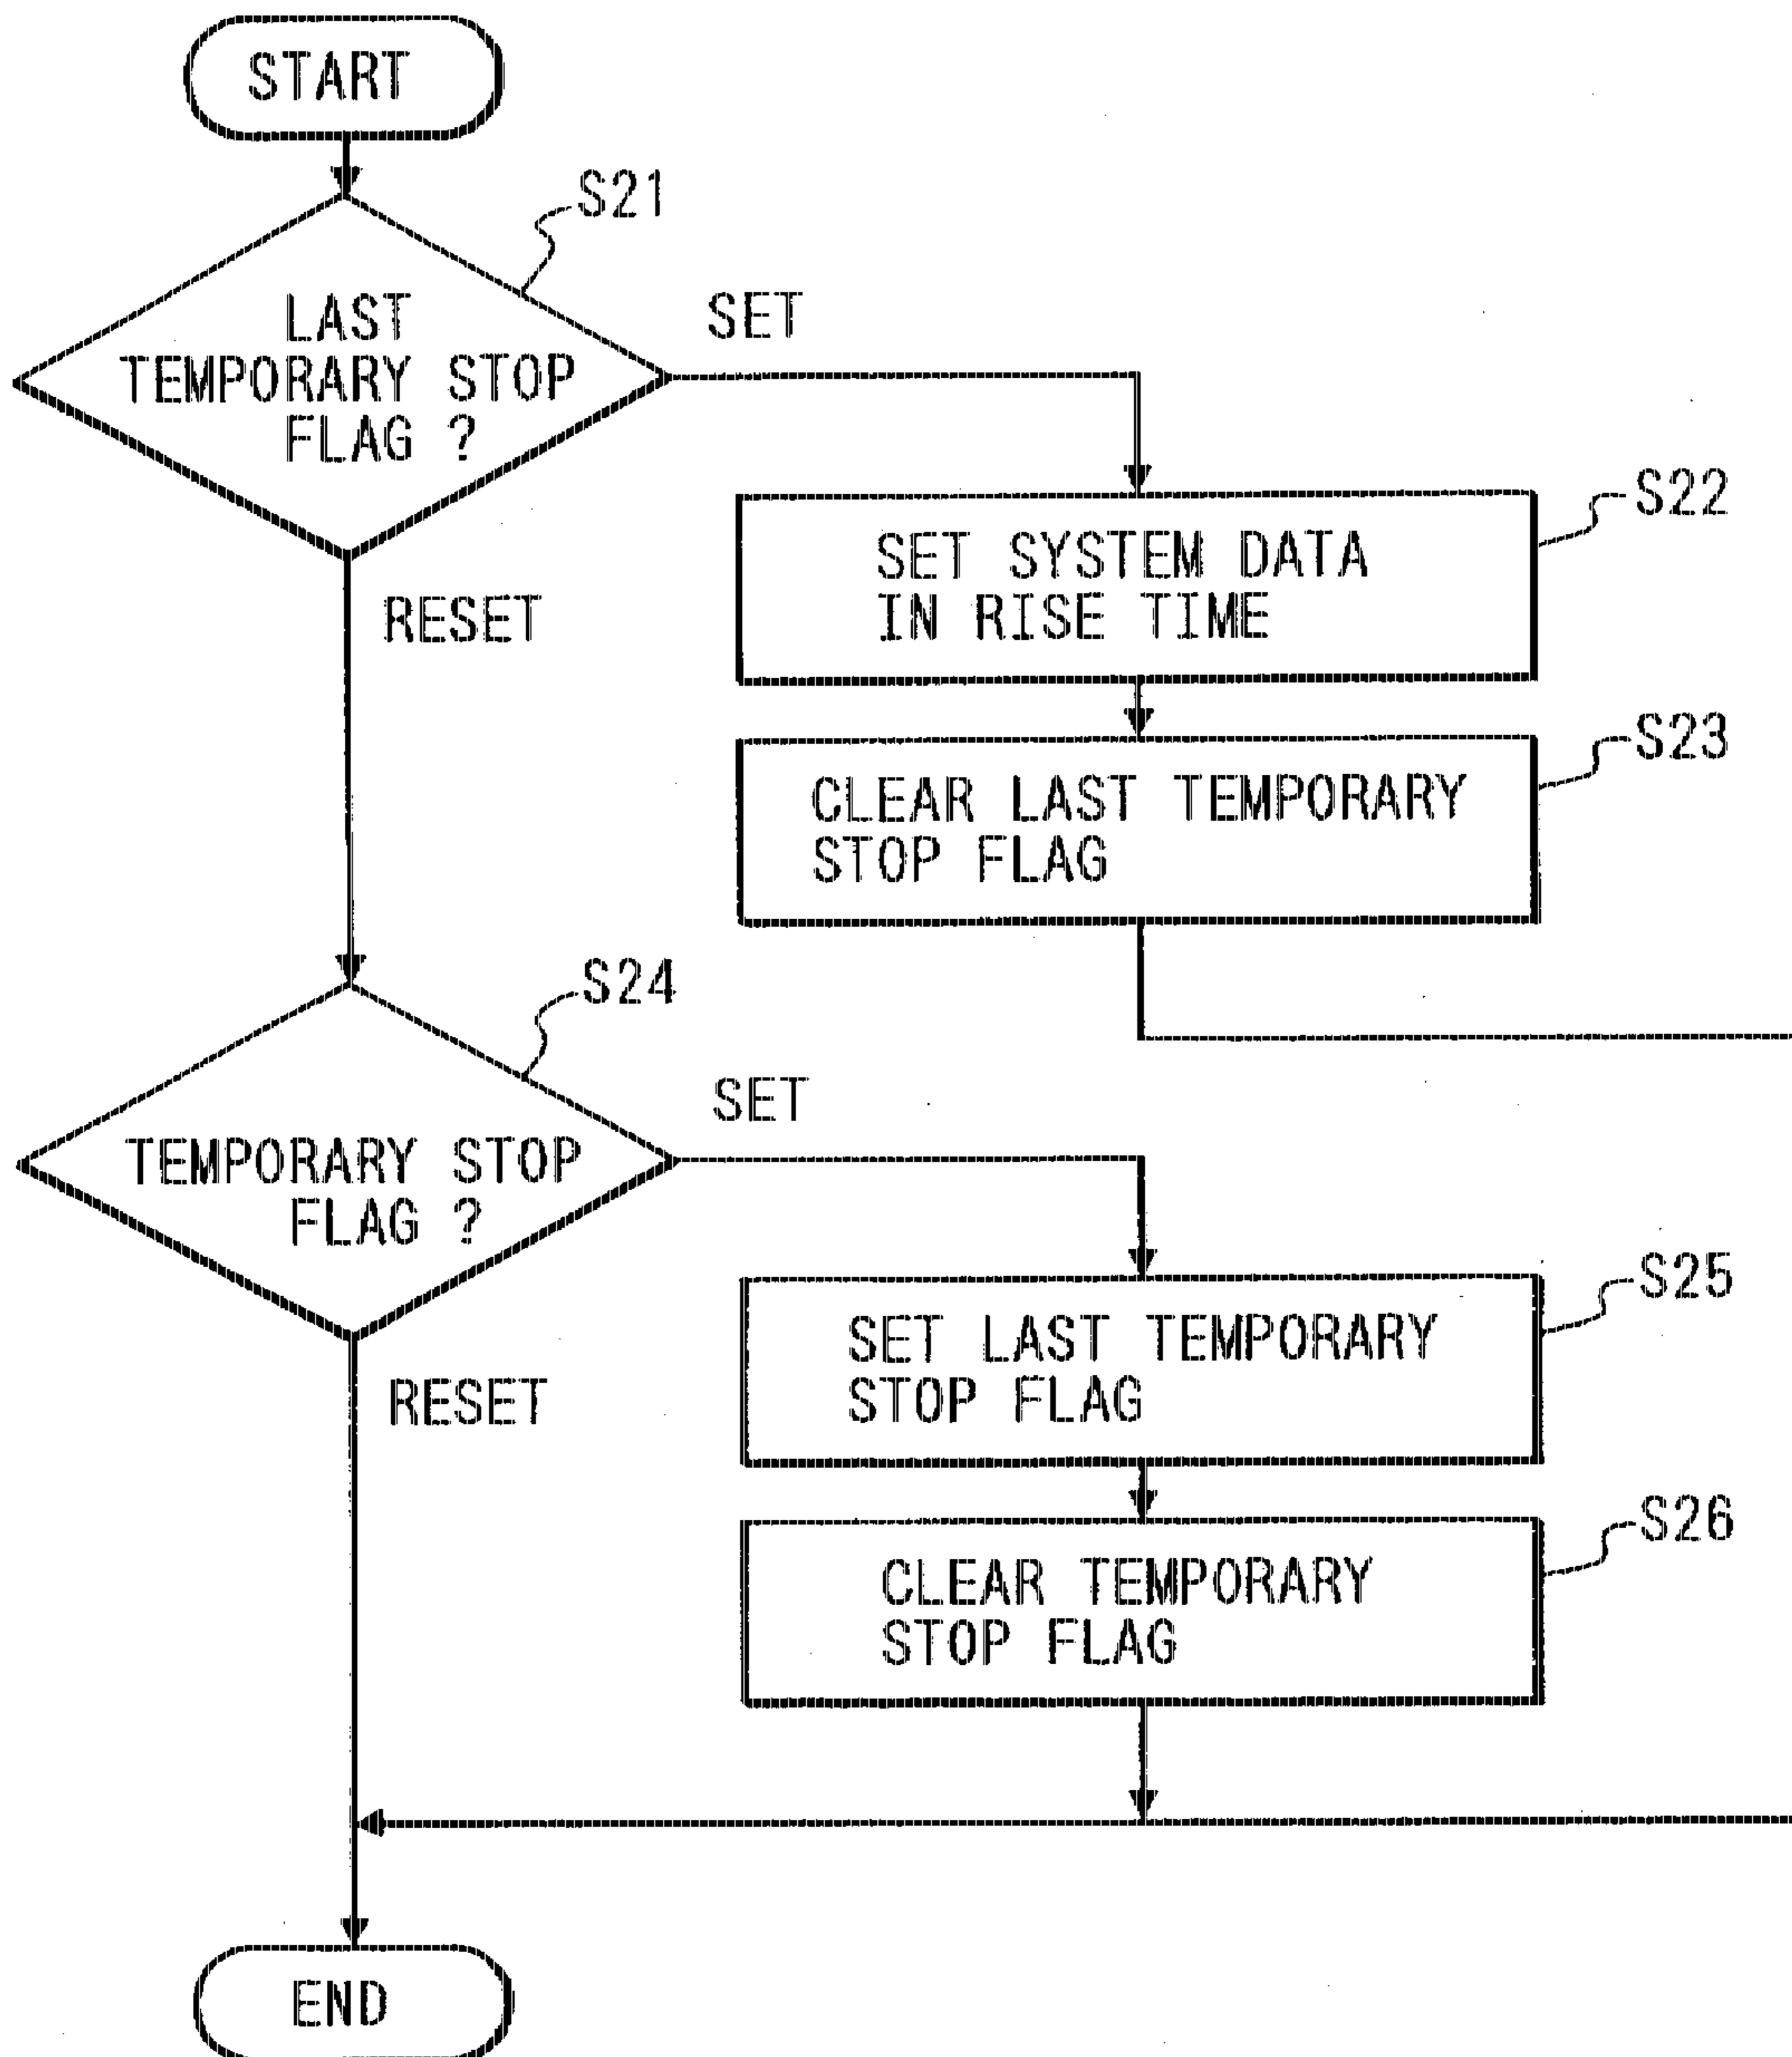 START
S21
LAST
TEMPORARY STOP
FLAG ?
SET
RESET
S22
SET SYSTEM DATA
IN RISE TIME
S23
CLEAR LAST TEMPORARY
STOP FLAG
S24
TEMPORARY STOP
FLAG ?
SET
RESET
S25
SET LAST TEMPORARY
STOP FLAG
S26
CLEAR TEMPORARY
STOP FLAG
END